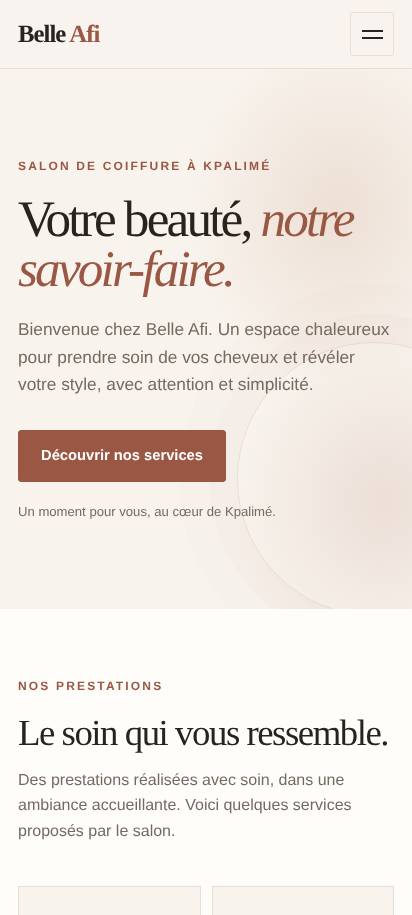 Belle Afi
SALON DE COIFFURE À KPALIMÉ
Votre beauté, notre
savoir-faire.
Bienvenue chez Belle Afi. Un espace chaleureux
pour prendre soin de vos cheveux et révéler
votre style, avec attention et simplicité.
Découvrir nos services
Un moment pour vous, au cœur de Kpalimé.
NOS PRESTATIONS
Le soin qui vous ressemble.
Des prestations réalisées avec soin, dans une
ambiance accueillante. Voici quelques services
proposés par le salon.